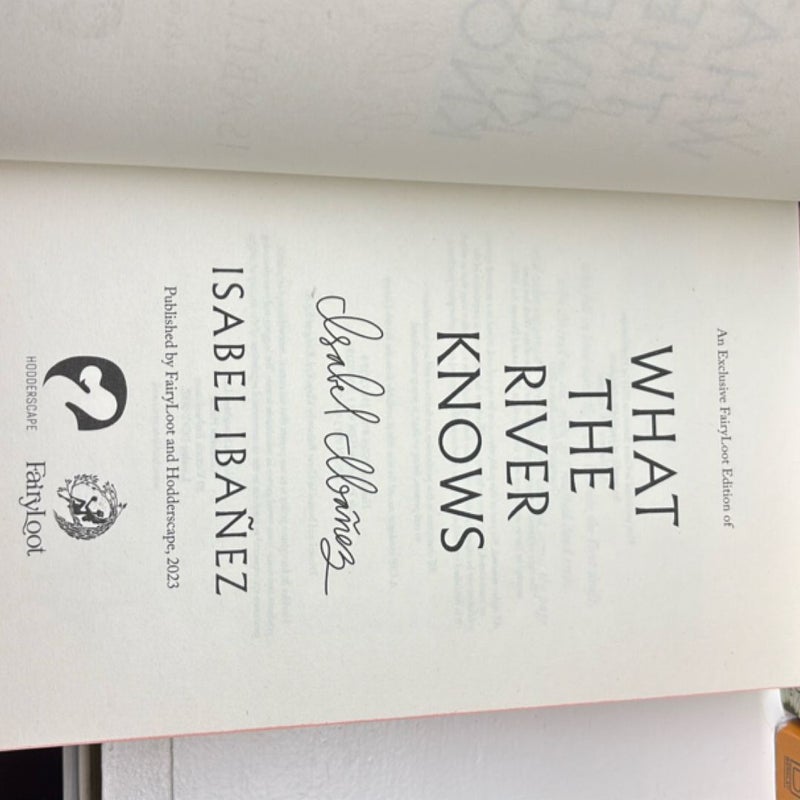 An Exclusive FairyLoot Edition of
WHAT
THE
RIVER
KNOWS
Isabel Ibañez
ISABEL IBAÑEZ
Published by FairyLoot and Hodderscape, 2023
HODDERSCAPE
FairyLoot